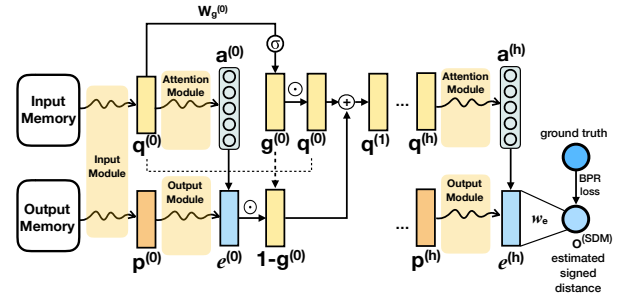 W_g^(0)
σ
a^(0)
a^(h)
Input
Memory
Attention
Module
Attention
Module
q^(0)
g^(0)
q^(0)
q^(1)
...
q^(h)
Input
Module
ground truth
BPR
loss
Output
Memory
Output
Module
Output
Module
w_e
...
p^(0)
e^(0)
1-g^(0)
p^(h)
e^(h)
o^(SDM)
estimated
signed
distance